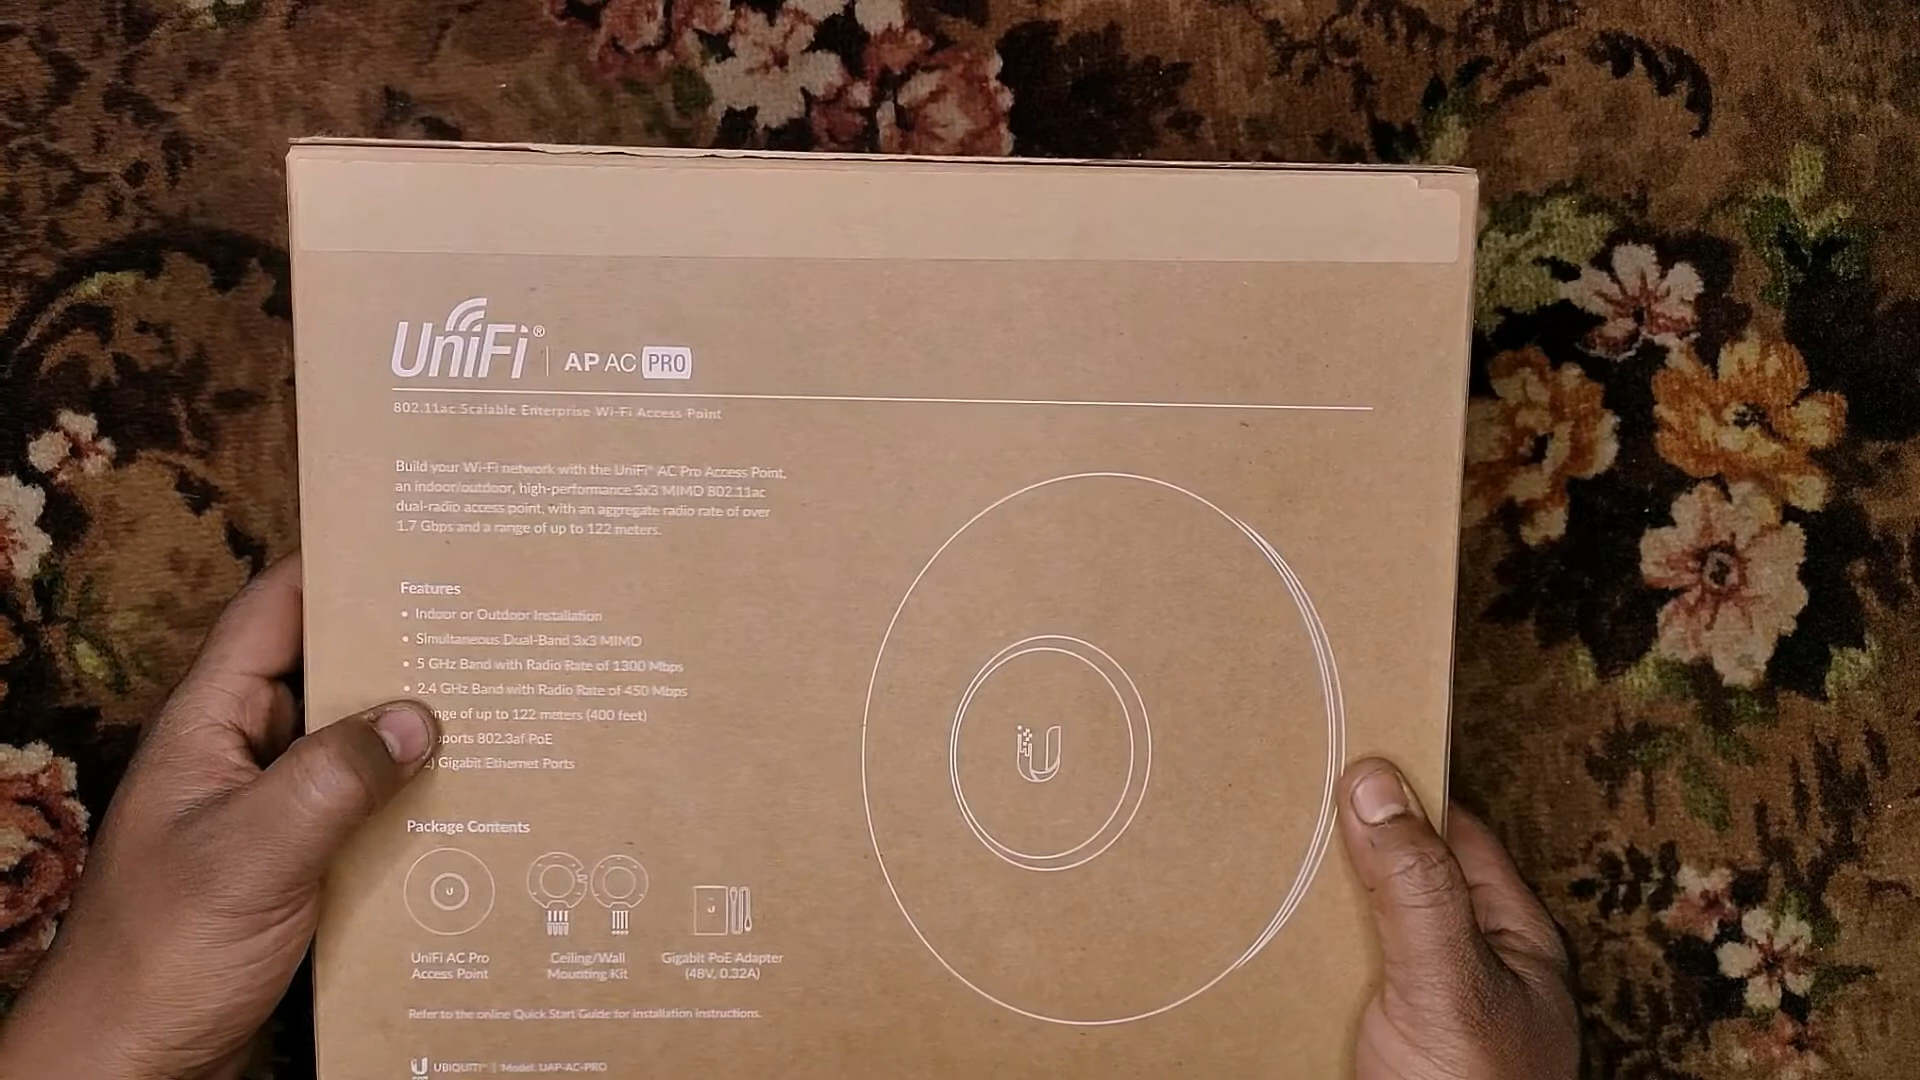 UniFi® | AP AC PRO
802.11ac Scalable Enterprise Wi-Fi Access Point
Build your Wi-Fi network with the UniFi® AC Pro Access Point,
an indoor/outdoor, high-performance 3x3 MIMO 802.11ac
dual-radio access point, with an aggregate radio rate of over
1.7 Gbps and a range of up to 122 meters.
Features
• Indoor or Outdoor Installation
• Simultaneous Dual-Band 3x3 MIMO
• 5 GHz Band with Radio Rate of 1300 Mbps
• 2.4 GHz Band with Radio Rate of 450 Mbps
of up to 122 meters (400 feet)
802.3af PoE
Gigabit Ethernet Ports
Package Contents
UniFi AC Pro
Access Point
Ceiling/Wall
Mounting Kit
Gigabit PoE Adapter
(48V, 0.32A)
Refer to the online Quick Start Guide for installation instructions.
UBIQUITI™ | Model: UAP-AC-PRO